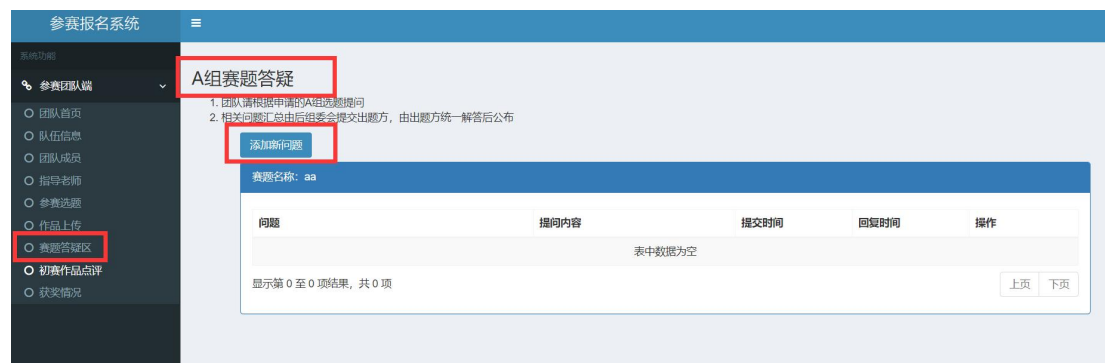 参赛报名系统
系统功能
参赛团队端
团队首页
队伍信息
团队成员
指导老师
参赛选题
作品上传
赛题答疑区
初赛作品点评
获奖情况
A组赛题答疑
1. 团队请根据申请的A组选题提问
2. 相关问题汇总由后组委会提交出题方，由出题方统一解答后公布
添加新问题
赛题名称：aa
问题 提问内容 提交时间 回复时间 操作
表中数据为空
显示第 0 至 0 项结果，共 0 项
上页 下页